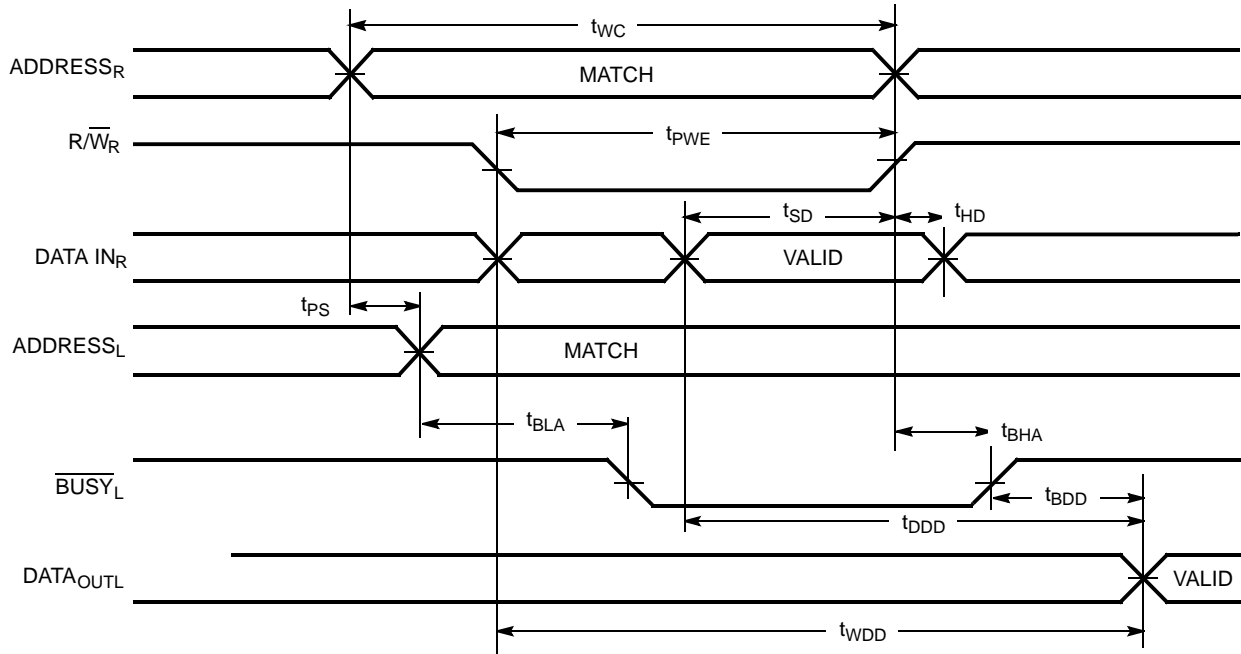 tWC
ADDRESSR
MATCH
R/W̅R
tPWE
tSD
tHD
DATA INR
VALID
tPS
ADDRESSL
MATCH
tBLA
tBHA
B̅U̅S̅Y̅L
tBDD
tDDD
DATAOUTL
VALID
tWDD